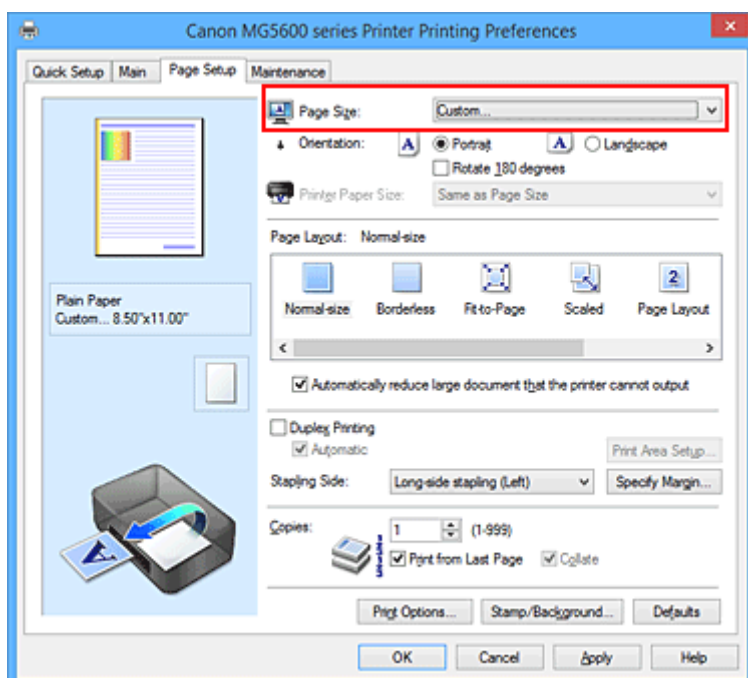 Canon MG5600 series Printer Printing Preferences
Quick Setup Main Page Setup Maintenance
Page Size: Custom...
Orientation: A Portrait A Landscape
Rotate 180 degrees
Printer Paper Size: Same as Page Size
Page Layout: Normal-size
2
Normal-size Borderless Fit-to-Page Scaled Page Layout
Plain Paper
Custom... 8.50"x11.00"
Automatically reduce large document that the printer cannot output
Duplex Printing
Automatic
Print Area Setup...
Stapling Side: Long-side stapling (Left) Specify Margin...
Copies: 1 (1-999)
Print from Last Page Collate
A
Print Options... Stamp/Background... Defaults
OK Cancel Apply Help